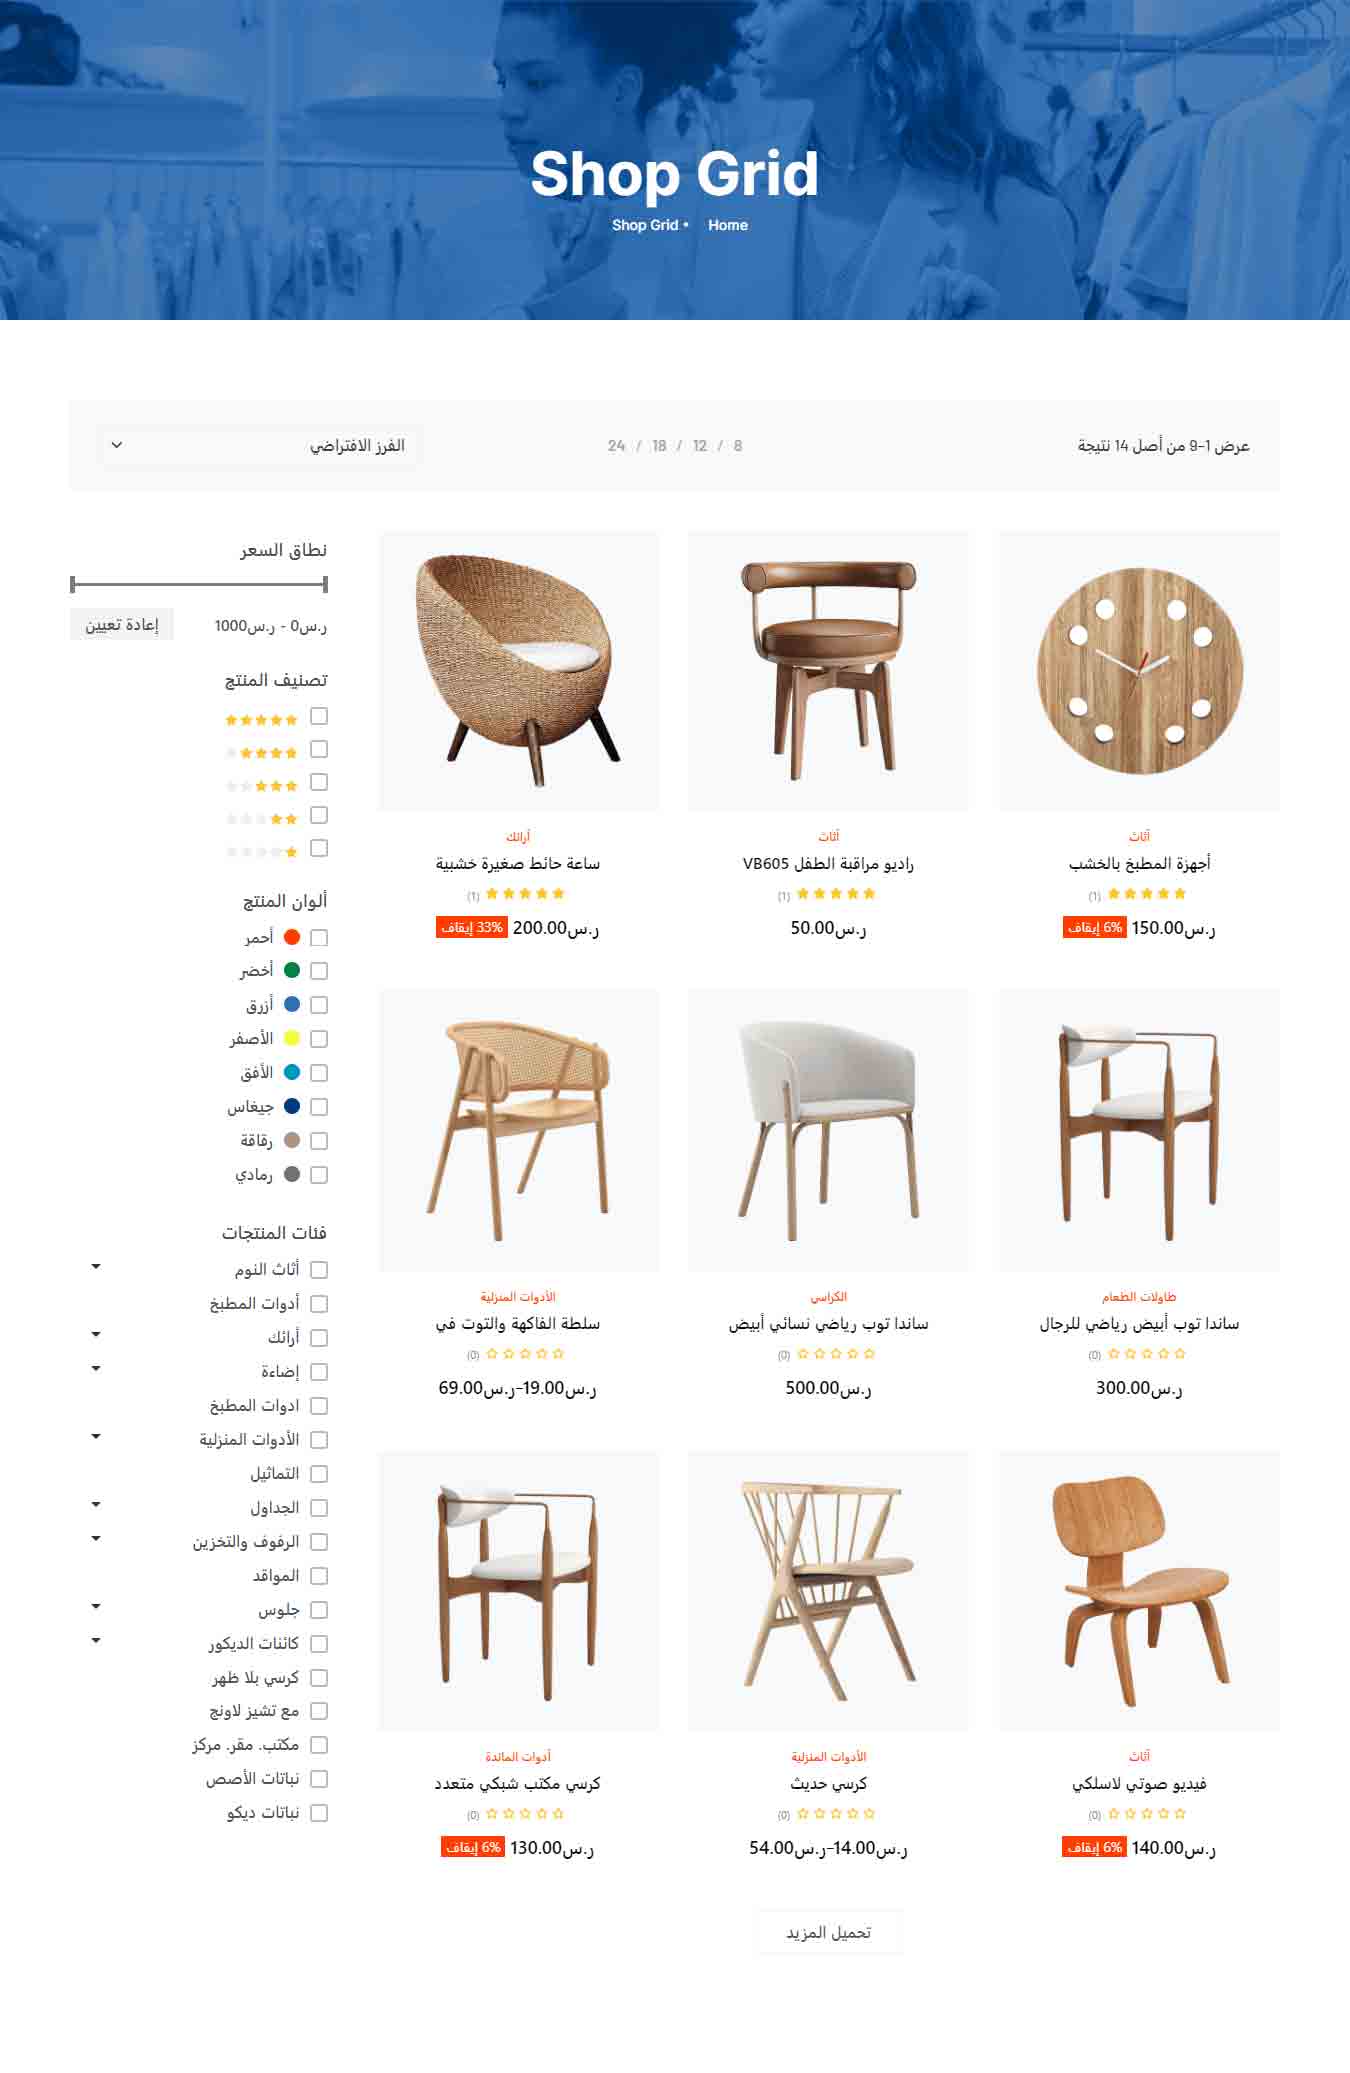 Shop Grid
Home • Shop Grid
عرض 1-9 من أصل 14 نتيجة
8 / 12 / 18 / 24
الفرز الافتراضي
أثاث
أجهزة المطبخ بالخشب
(1)
ر.س150.00 6% إيقاف
أثاث
راديو مراقبة الطفل VB605
(1)
ر.س50.00
أرائك
ساعة حائط صغيرة خشبية
(1)
ر.س200.00 33% إيقاف
طاولات الطعام
ساندا توب أبيض رياضي للرجال
(0)
ر.س300.00
الكراسي
ساندا توب رياضي نسائي أبيض
(0)
ر.س500.00
الأدوات المنزلية
سلطة الفاكهة والتوت في
(0)
ر.س19.00-ر.س69.00
أثاث
فيديو صوتي لاسلكي
(0)
ر.س140.00 6% إيقاف
الأدوات المنزلية
كرسي حديث
(0)
ر.س14.00-ر.س54.00
أدوات المائدة
كرسي مكتب شبكي متعدد
(0)
ر.س130.00 6% إيقاف
تحميل المزيد
نطاق السعر
ر.س0 - ر.س1000
إعادة تعيين
تصنيف المنتج
ألوان المنتج
أحمر
أخضر
أزرق
الأصفر
الأفق
جيغاس
رقاقة
رمادي
فئات المنتجات
أثاث النوم
أدوات المطبخ
أرائك
إضاءة
ادوات المطبخ
الأدوات المنزلية
التماثيل
الجداول
الرفوف والتخزين
المواقد
جلوس
كائنات الديكور
كرسي بلا ظهر
مع تشيز لاونج
مكتب. مقر. مركز
نباتات الأصص
نباتات ديكو